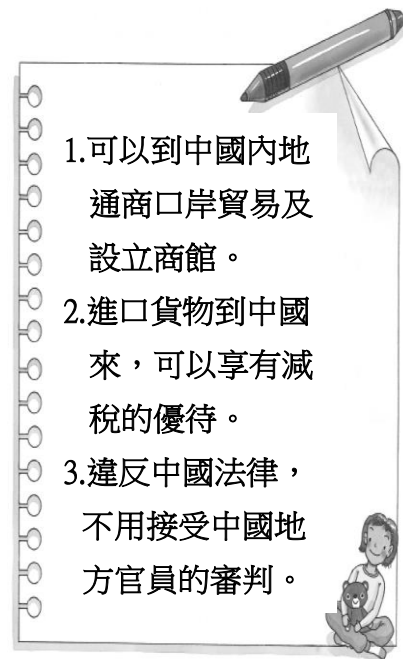 1.可以到中國內地
通商口岸貿易及
設立商館。
2.進口貨物到中國
來，可以享有減
稅的優待。
3.違反中國法律，
不用接受中國地
方官員的審判。